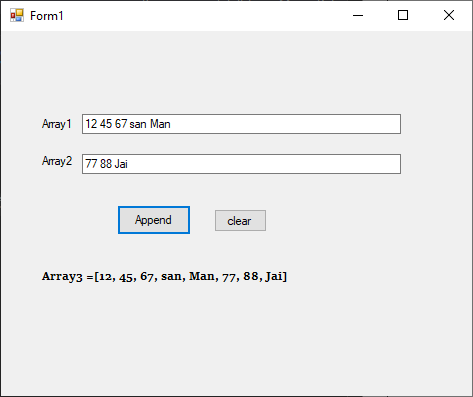 Form1
Array1 12 45 67 san Man
Array2 77 88 Jai
Append clear
Array3 =[12, 45, 67, san, Man, 77, 88, Jai]